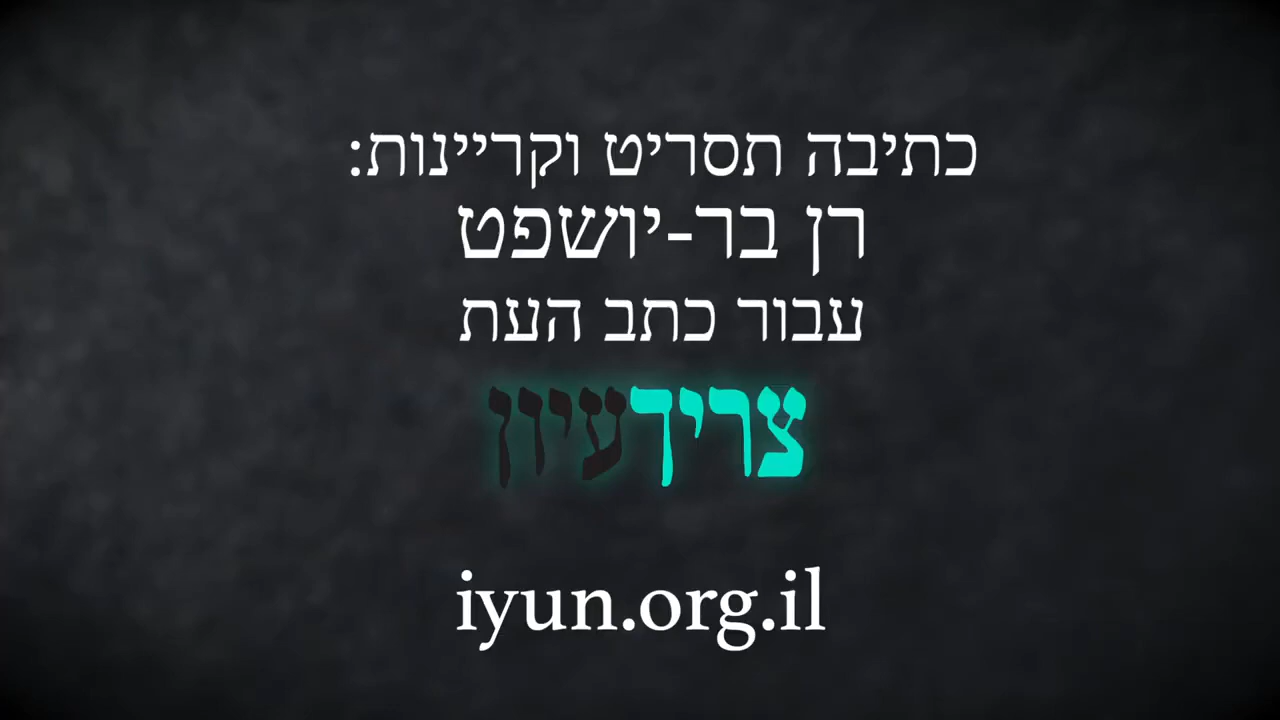 כתיבה תסריט וקריינות:
רן בר-יושפט
עבור כתב העת
צריךעיון
iyun.org.il